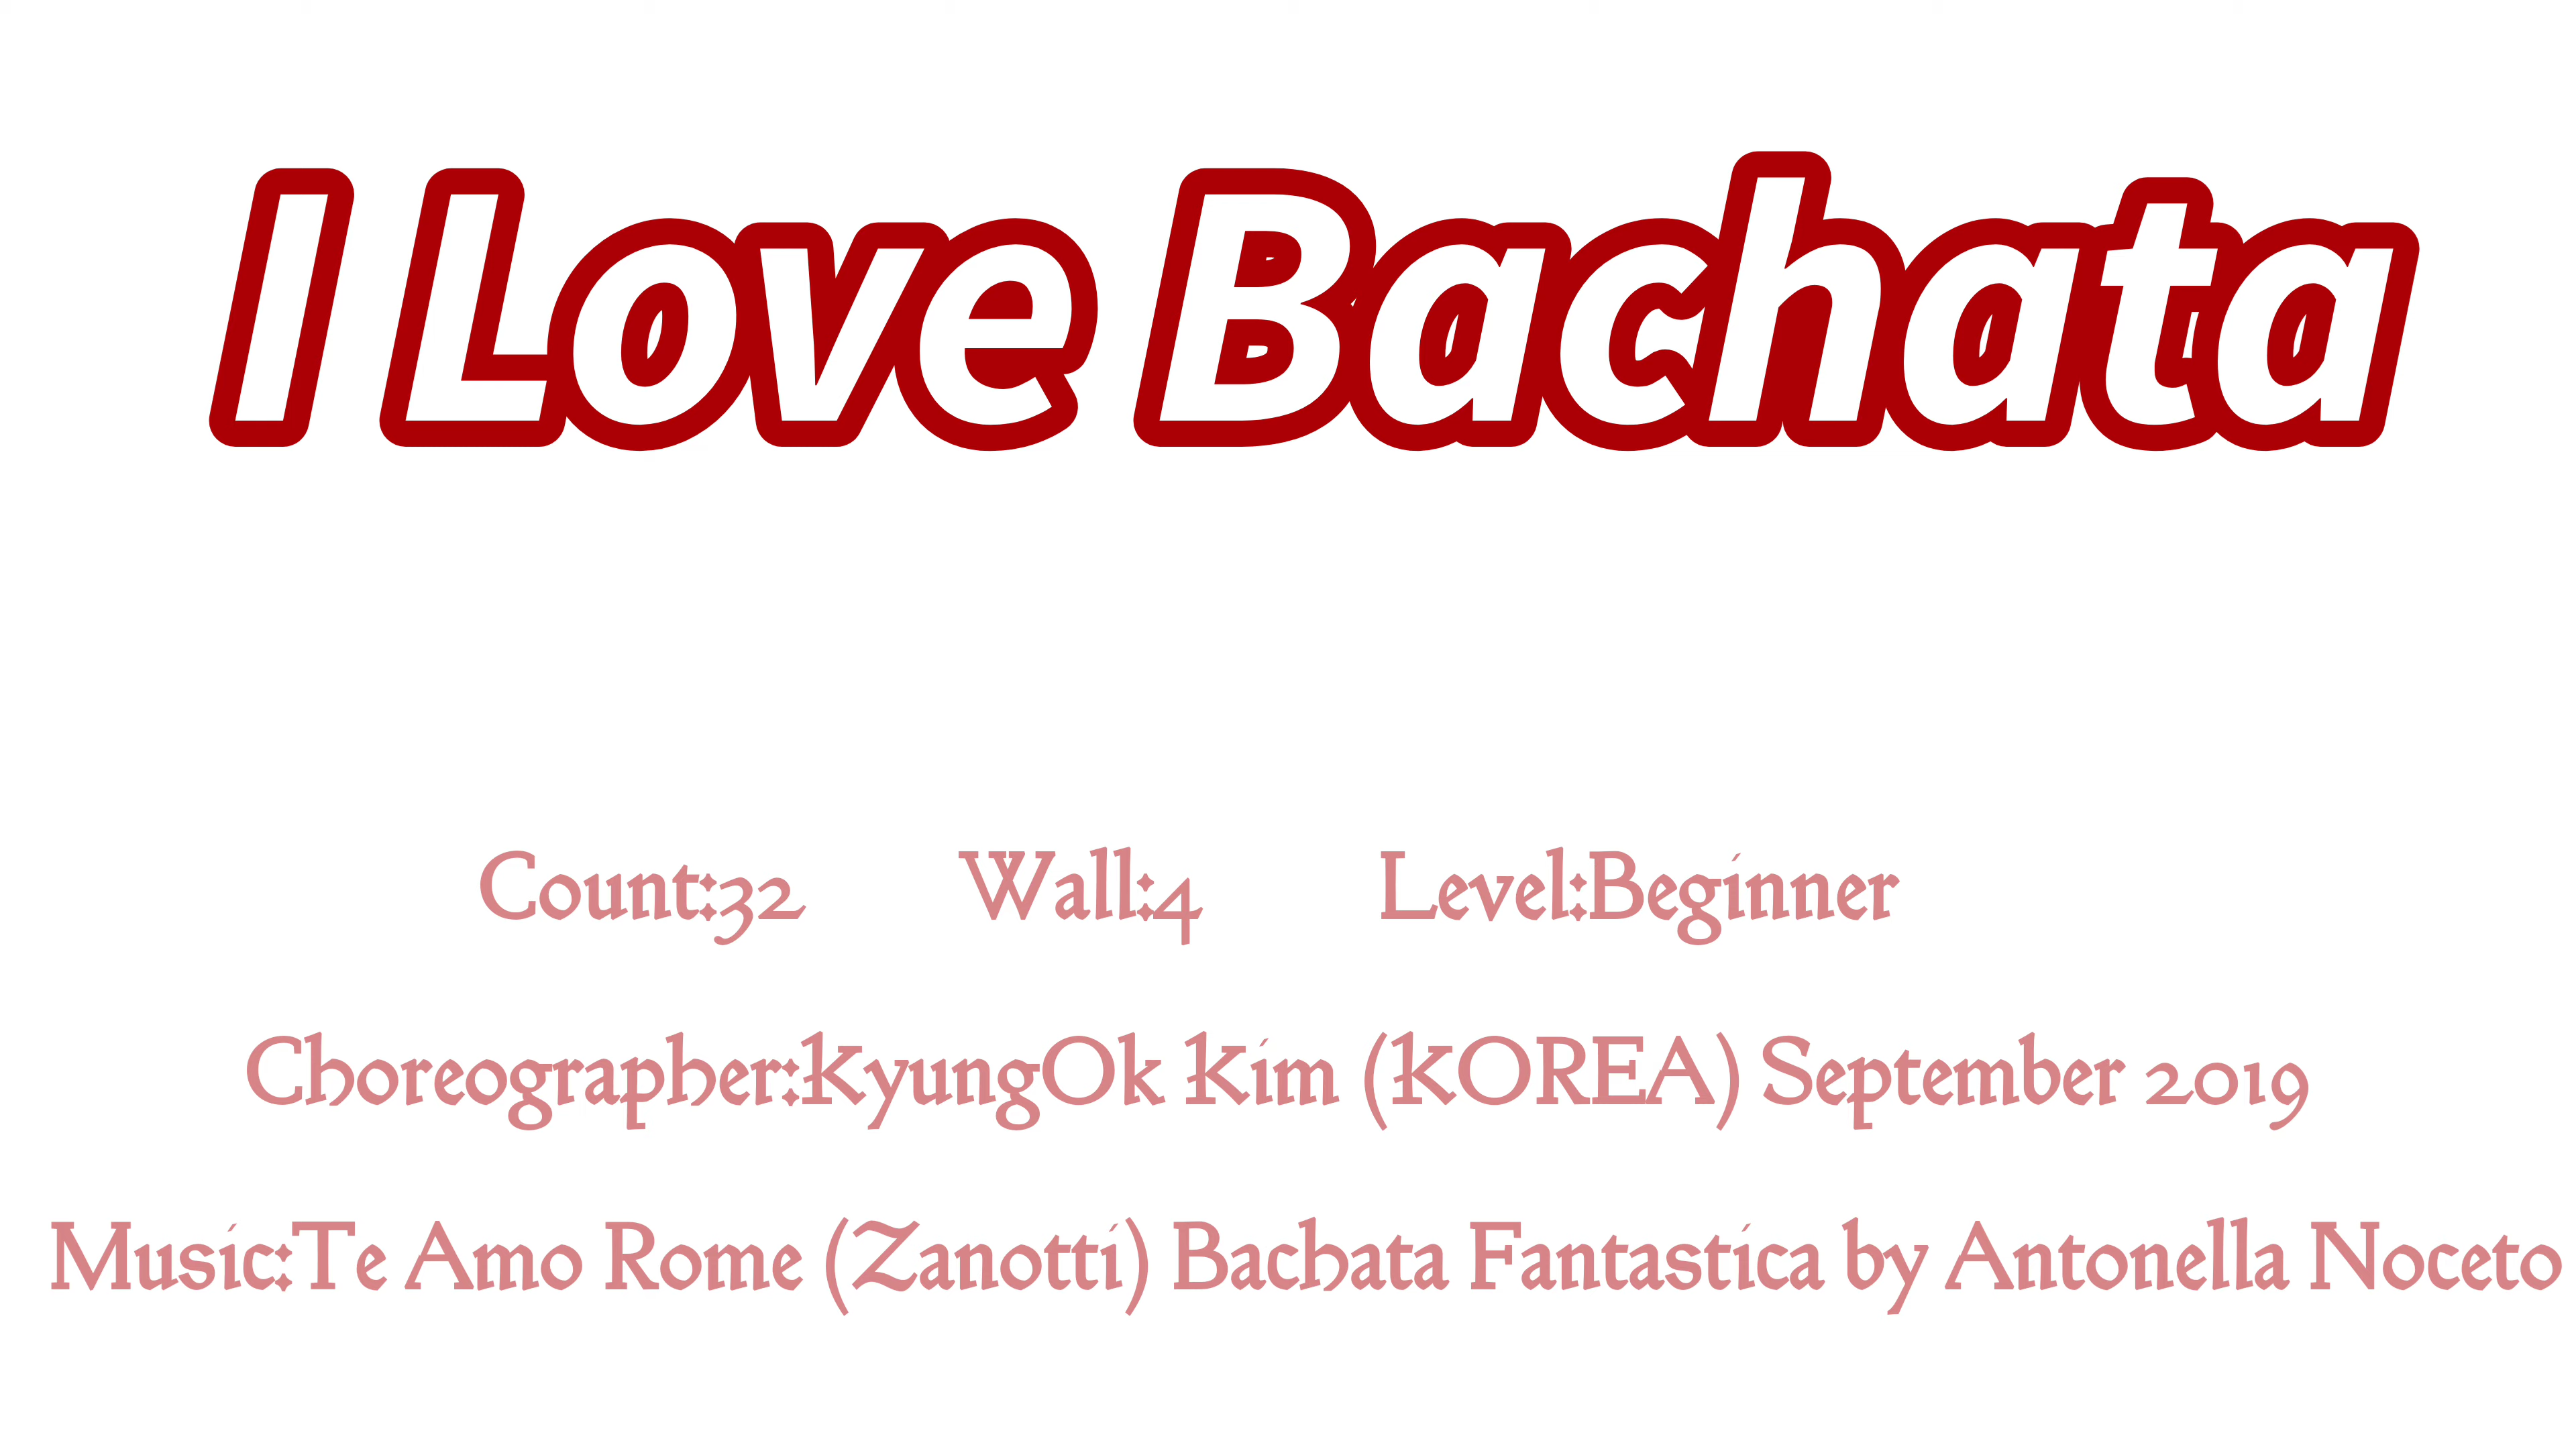 I Love Bachata
Count:32 Wall:4 Level:Beginner
Choreographer:KyungOk Kim (KOREA) September 2019
Music:Te Amo Rome (Zanotti) Bachata Fantastica by Antonella Noceto